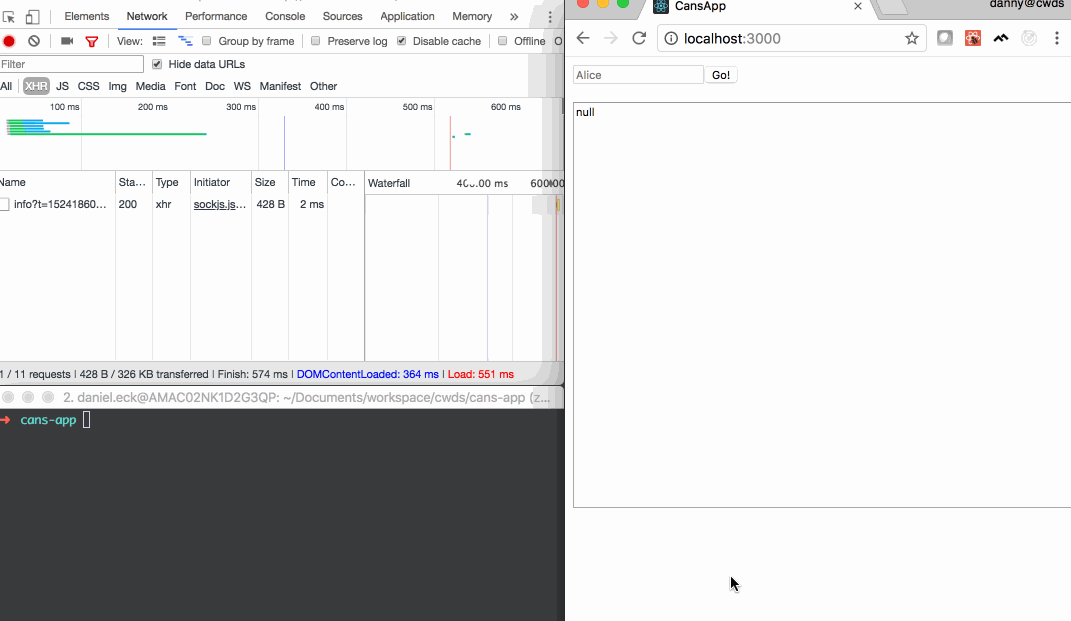 Elements Network Performance Console Sources Application Memory »
View: Group by frame Preserve log Disable cache Offline O
Filter Hide data URLs
All XHR JS CSS Img Media Font Doc WS Manifest Other
100 ms 200 ms 300 ms 400 ms 500 ms 600 ms
Name Sta... Type Initiator Size Time Co... Waterfall
info?t=15241860... 200 xhr sockjs.js... 428 B 2 ms
1 / 11 requests | 428 B / 326 KB transferred | Finish: 574 ms | DOMContentLoaded: 364 ms | Load: 551 ms
2. daniel.eck@AMAC02NK1D2G3QP: ~/Documents/workspace/cwds/cans-app (z...
→ cans-app
CansApp × danny@cwds
localhost:3000
Alice Go!
null